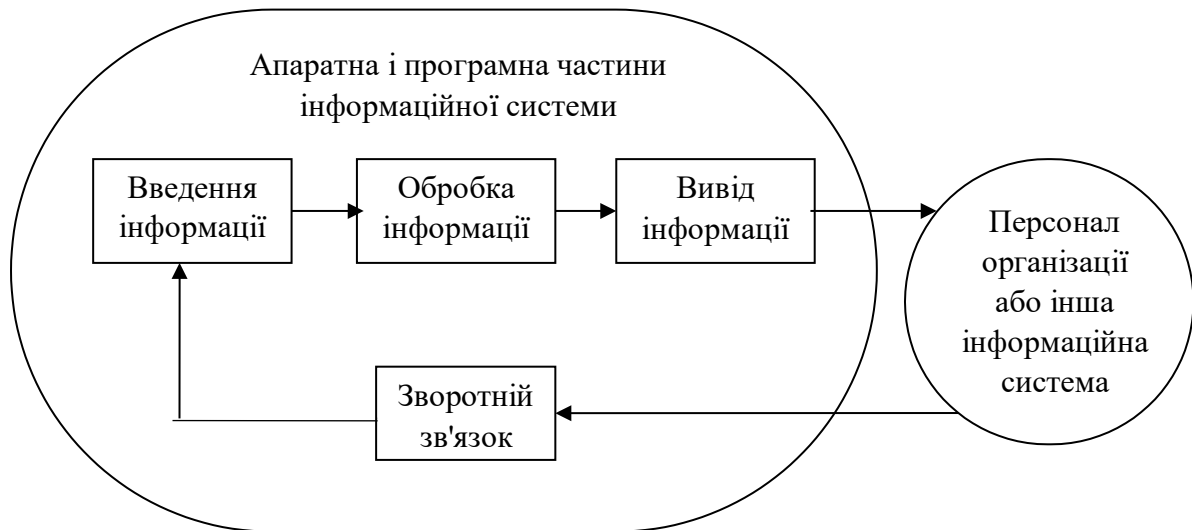 Апаратна і програмна частини
інформаційної системи
Введення
інформації
Обробка
інформації
Вивід
інформації
Персонал
організації
або інша
інформаційна
система
Зворотній
зв'язок